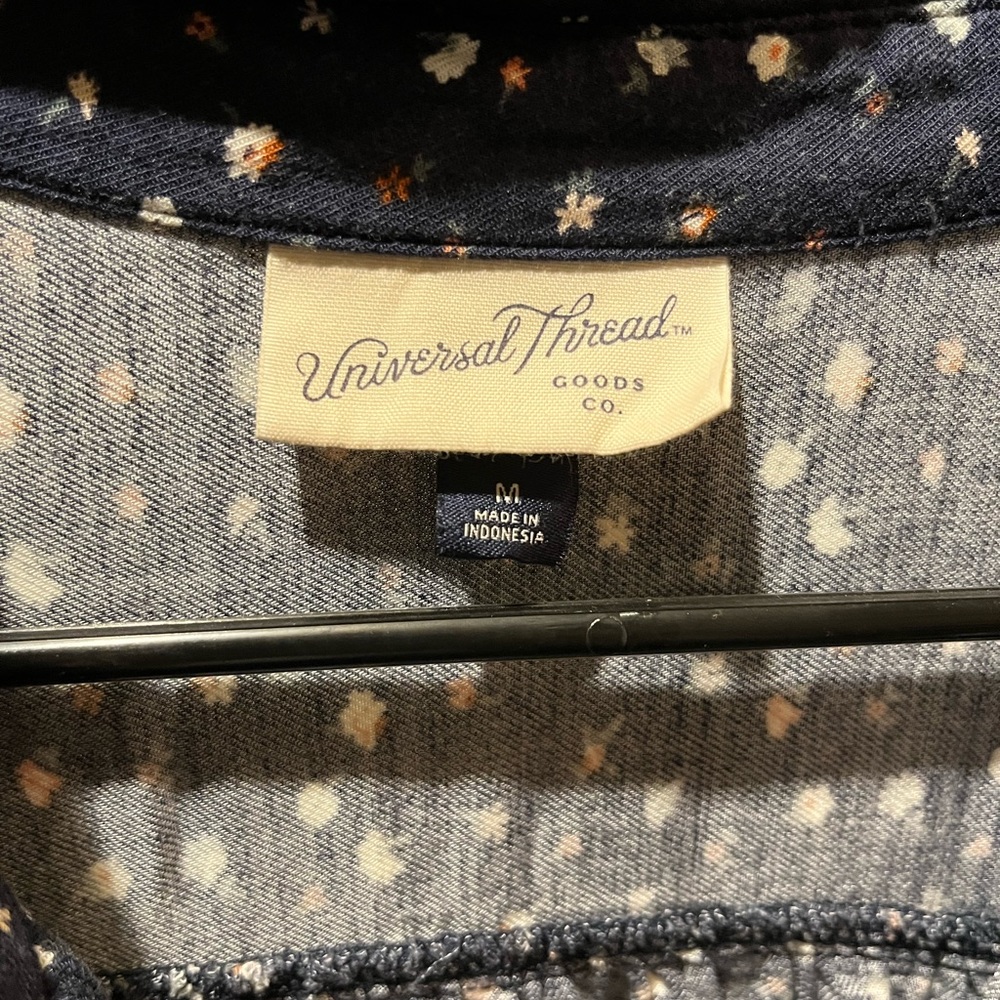 Universal Thread™
GOODS
CO.
M
MADE IN
INDONESIA